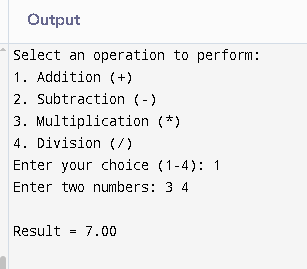 Output
Select an operation to perform:
1. Addition (+)
2. Subtraction (-)
3. Multiplication (*)
4. Division (/)
Enter your choice (1-4): 1
Enter two numbers: 3 4
Result = 7.00